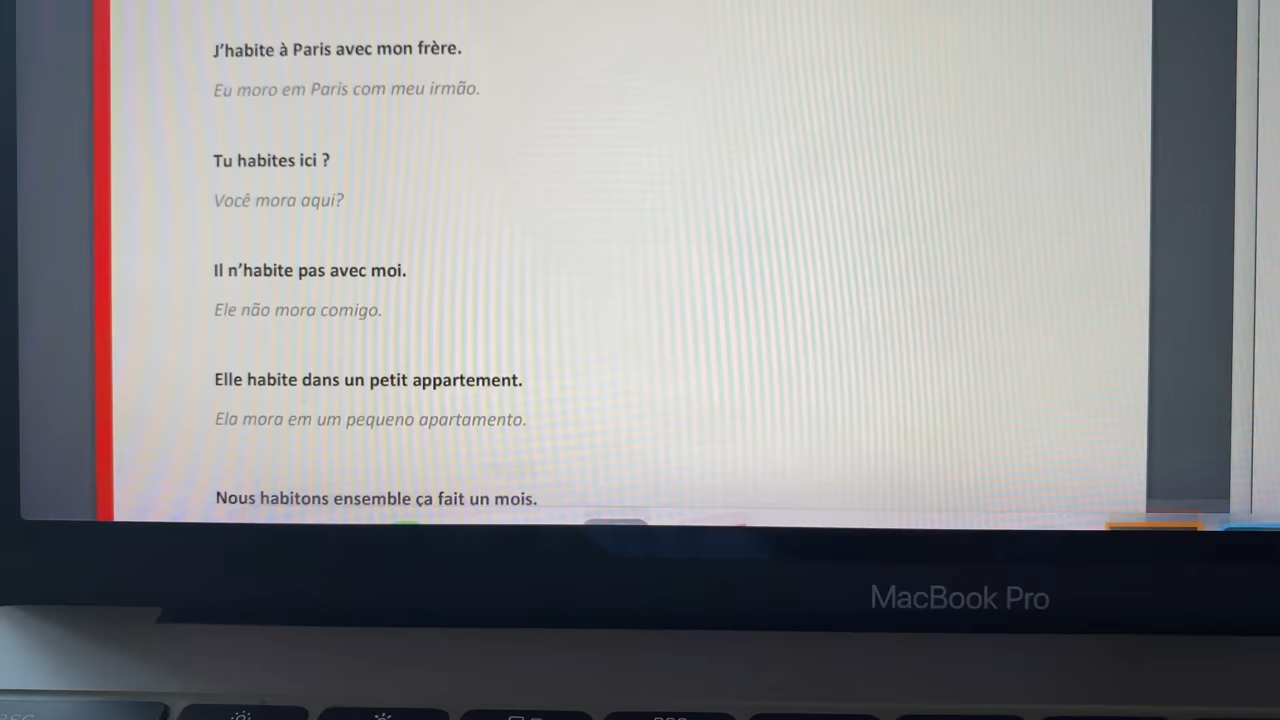 J’habite à Paris avec mon frère.
Eu moro em Paris com meu irmão.
Tu habites ici ?
Você mora aqui?
Il n’habite pas avec moi.
Ele não mora comigo.
Elle habite dans un petit appartement.
Ela mora em um pequeno apartamento.
Nous habitons ensemble ça fait un mois.
MacBook Pro